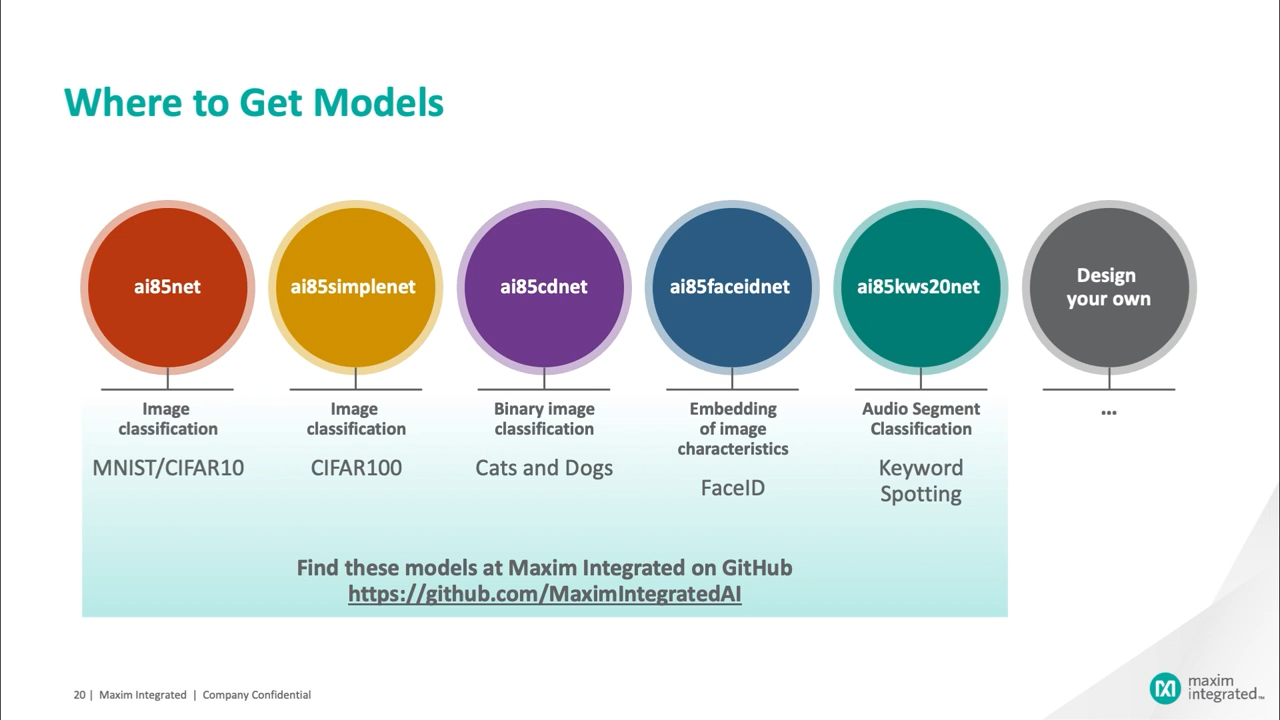 Where to Get Models
ai85net
ai85simplenet
ai85cdnet
ai85faceidnet
ai85kws20net
Design
your own
Image
classification
MNIST/CIFAR10
Image
classification
CIFAR100
Binary image
classification
Cats and Dogs
Embedding
of image
characteristics
FaceID
Audio Segment
Classification
Keyword
Spotting
...
Find these models at Maxim Integrated on GitHub
https://github.com/MaximIntegratedAI
20 | Maxim Integrated | Company Confidential
maxim
integrated™